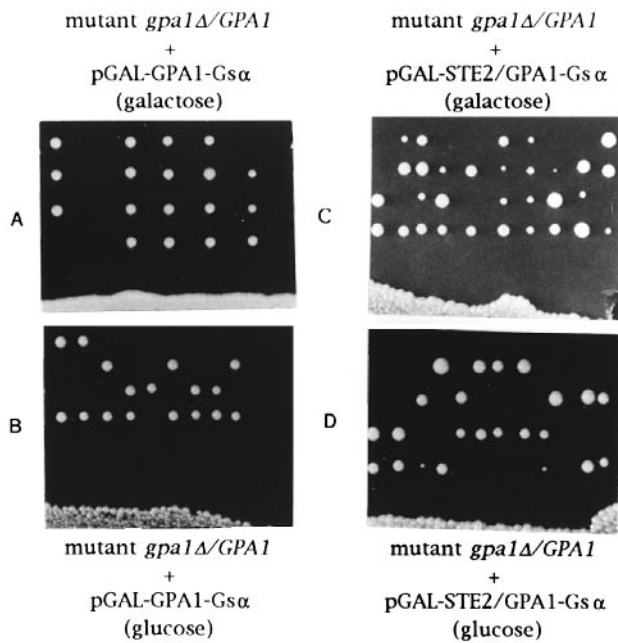 mutant gpa1Δ/GPA1
+
pGAL-GPA1-Gsα
(galactose)
mutant gpa1Δ/GPA1
+
pGAL-STE2/GPA1-Gsα
(galactose)
A
C
B
D
mutant gpa1Δ/GPA1
+
pGAL-GPA1-Gsα
(glucose)
mutant gpa1Δ/GPA1
+
pGAL-STE2/GPA1-Gsα
(glucose)